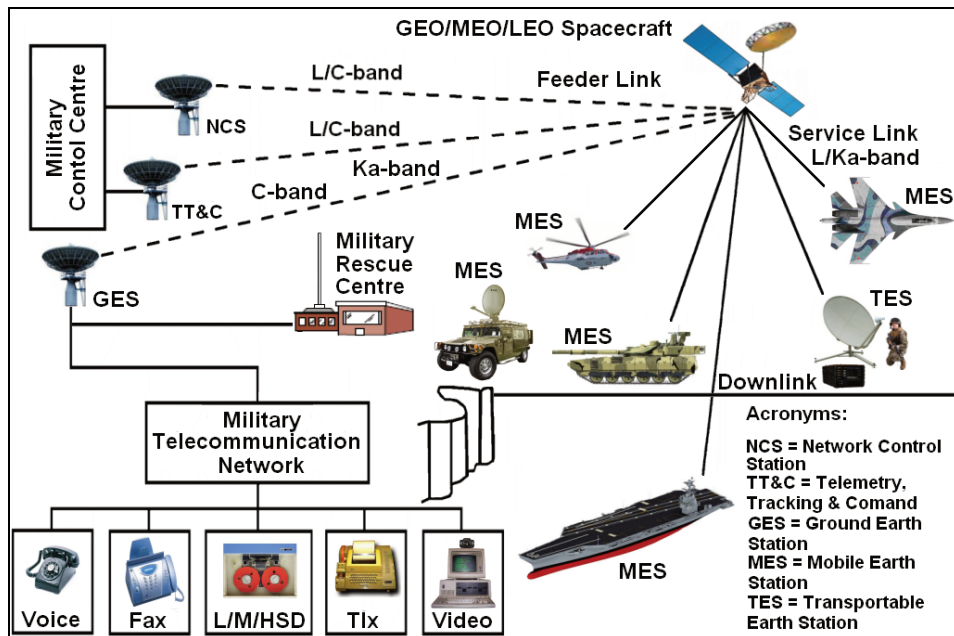 GEO/MEO/LEO Spacecraft
L/C-band
Feeder Link
NCS
Military
Contol Centre
L/C-band
Service Link
L/Ka-band
Ka-band
C-band
TT&C
MES
MES
Military
Rescue
Centre
GES
MES
TES
MES
Downlink
Military
Telecommunication
Network
Acronyms:
NCS = Network Control
Station
TT&C = Telemetry,
Tracking & Comand
GES = Ground Earth
Station
MES = Mobile Earth
Station
TES = Transportable
Earth Station
MES
Voice
Fax
L/M/HSD
Tlx
Video